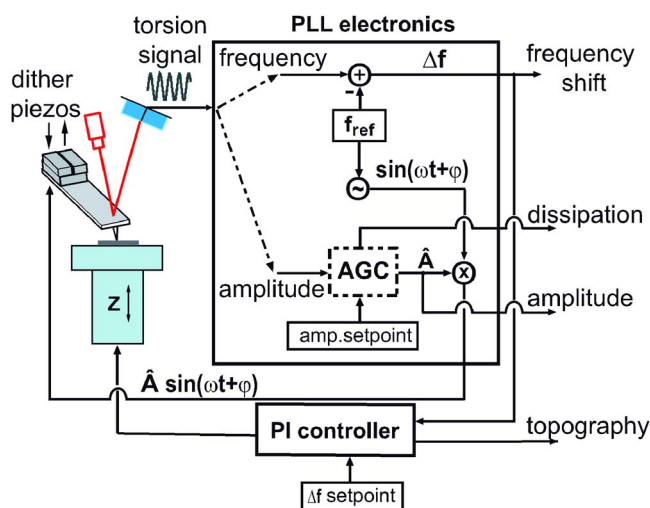 PLL electronics
torsion
signal
frequency
Δf
frequency
shift
dither
piezos
+
-
f_ref
~
sin(ωt+φ)
dissipation
AGC
Â
x
amplitude
amplitude
z
amp.setpoint
Â sin(ωt+φ)
PI controller
topography
Δf setpoint